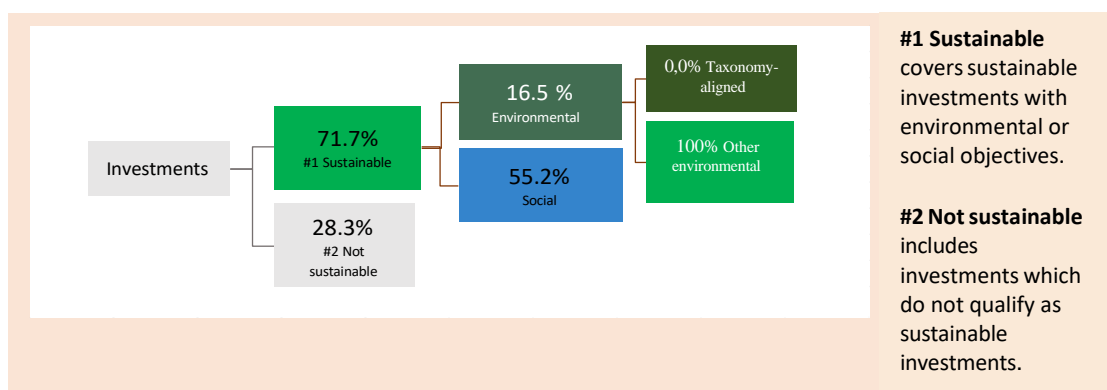 Investments
71.7%
#1 Sustainable
28.3%
#2 Not
sustainable
16.5 %
Environmental
55.2%
Social
0,0% Taxonomy-
aligned
100% Other
environmental
#1 Sustainable
covers sustainable
investments with
environmental or
social objectives.
#2 Not sustainable
includes
investments which
do not qualify as
sustainable
investments.